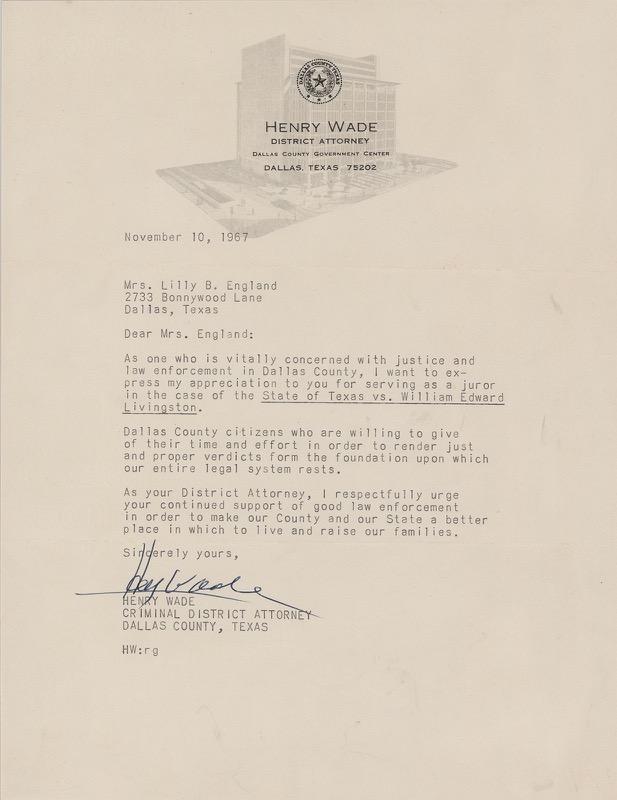 DALLAS COUNTY TEXAS
HENRY WADE
DISTRICT ATTORNEY
DALLAS COUNTY GOVERNMENT CENTER
DALLAS, TEXAS 75202
November 10, 1967
Mrs. Lilly B. England
2733 Bonnywood Lane
Dallas, Texas
Dear Mrs. England:
As one who is vitally concerned with justice and
law enforcement in Dallas County, I want to ex-
press my appreciation to you for serving as a juror
in the case of the State of Texas vs. William Edward
Livingston.
Dallas County citizens who are willing to give
of their time and effort in order to render just
and proper verdicts form the foundation upon which
our entire legal system rests.
As your District Attorney, I respectfully urge
your continued support of good law enforcement
in order to make our County and our State a better
place in which to live and raise our families.
Sincerely yours,
Henry Wade
HENRY WADE
CRIMINAL DISTRICT ATTORNEY
DALLAS COUNTY, TEXAS
HW:rg